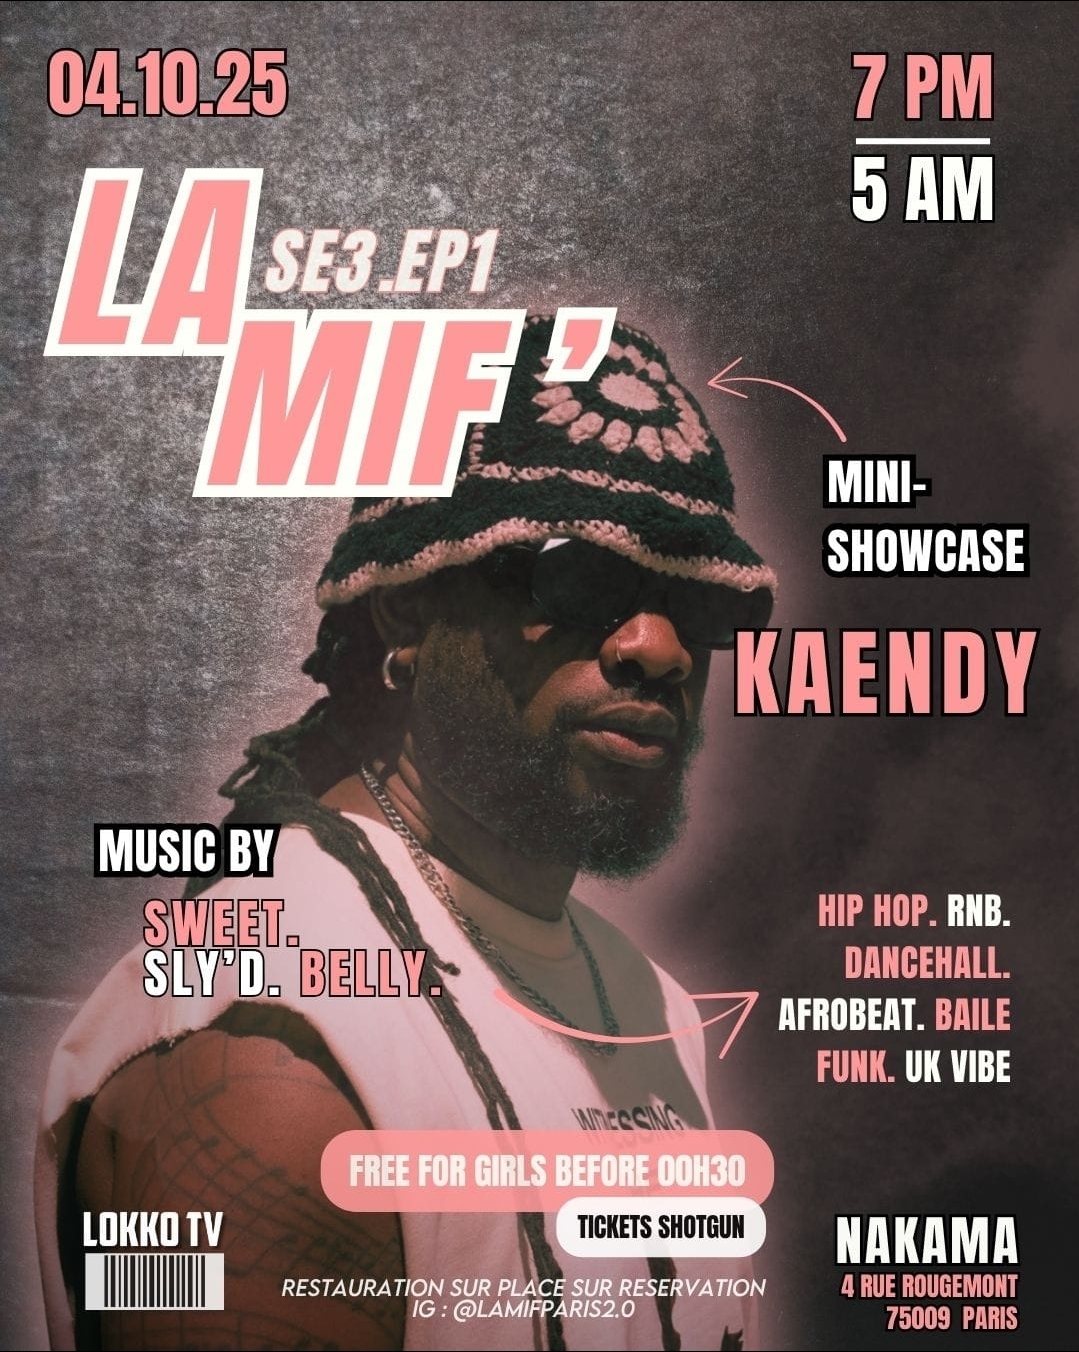 04.10.25
7 PM
5 AM
LA
SE3.EP1
MIF'
MINI-
SHOWCASE
KAENDY
MUSIC BY
SWEET.
SLY'D. BELLY.
HIP HOP. RNB.
DANCEHALL.
AFROBEAT. BAILE
FUNK. UK VIBE
WITNESSING
FREE FOR GIRLS BEFORE 00H30
TICKETS SHOTGUN
LOKKO TV
RESTAURATION SUR PLACE SUR RESERVATION
IG : @LAMIFPARIS2.0
NAKAMA
4 RUE ROUGEMONT
75009 PARIS